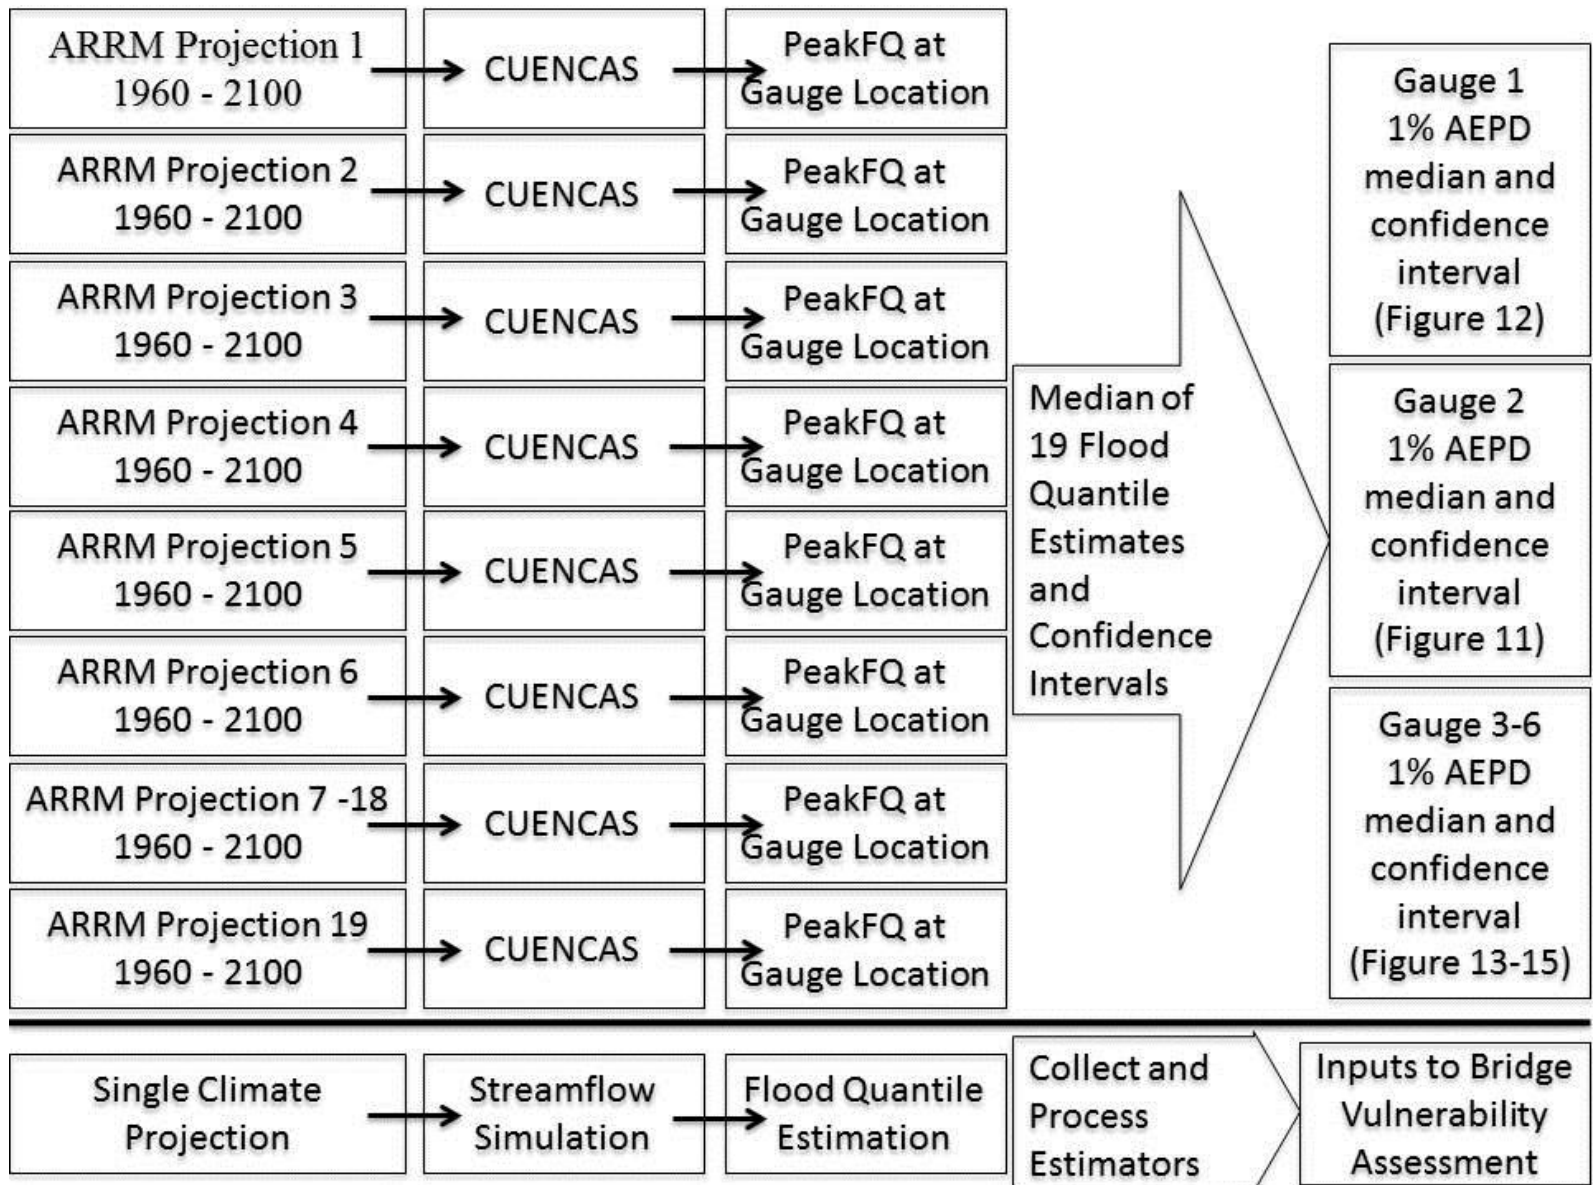 ARRM Projection 1
1960 - 2100
CUENCAS
PeakFQ at
Gauge Location
ARRM Projection 2
1960 - 2100
CUENCAS
PeakFQ at
Gauge Location
ARRM Projection 3
1960 - 2100
CUENCAS
PeakFQ at
Gauge Location
ARRM Projection 4
1960 - 2100
CUENCAS
PeakFQ at
Gauge Location
ARRM Projection 5
1960 - 2100
CUENCAS
PeakFQ at
Gauge Location
ARRM Projection 6
1960 - 2100
CUENCAS
PeakFQ at
Gauge Location
ARRM Projection 7 -18
1960 - 2100
CUENCAS
PeakFQ at
Gauge Location
ARRM Projection 19
1960 - 2100
CUENCAS
PeakFQ at
Gauge Location
Median of
19 Flood
Quantile
Estimates
and
Confidence
Intervals
Gauge 1
1% AEPD
median and
confidence
interval
(Figure 12)
Gauge 2
1% AEPD
median and
confidence
interval
(Figure 11)
Gauge 3-6
1% AEPD
median and
confidence
interval
(Figure 13-15)
Single Climate
Projection
Streamflow
Simulation
Flood Quantile
Estimation
Collect and
Process
Estimators
Inputs to Bridge
Vulnerability
Assessment